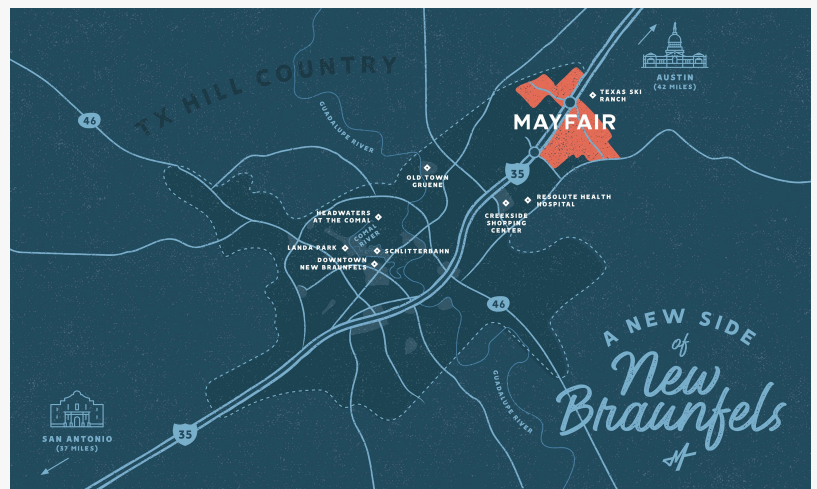 TX HILL COUNTRY
AUSTIN
(42 MILES)
TEXAS SKI
RANCH
MAYFAIR
46
GUADALUPE RIVER
35
OLD TOWN
GRUENE
RESOLUTE HEALTH
HOSPITAL
CREEKSIDE
SHOPPING
CENTER
HEADWATERS
AT THE COMAL
COMAL
RIVER
LANDA PARK
SCHLITTERBAHN
DOWNTOWN
NEW BRAUNFELS
46
A NEW SIDE
of
New
Braunfels
GUADALUPE RIVER
SAN ANTONIO
(37 MILES)
35